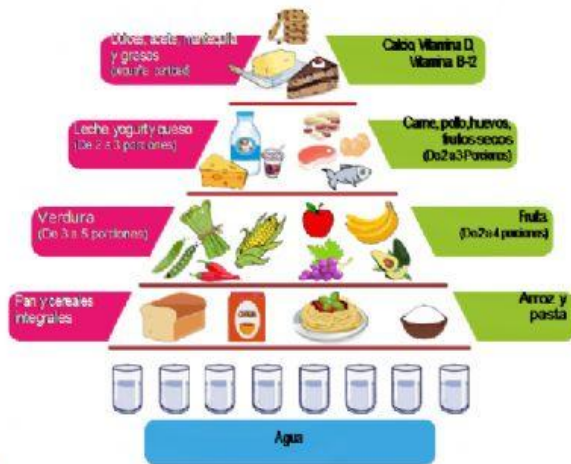 Dulces, aceite, mantequilla
y grasas
(pequeña cantidad)
Calcio, Vitamina D,
Vitamina B-12
Leche, yogurt y queso
(De 2 a 3 porciones)
Carne, pollo, huevos,
frutos secos
(De 2 a 3 Porciones)
Verdura
(De 3 a 5 porciones)
Fruta
(De 2 a 4 porciones)
Pan y cereales
integrales
Arroz y
pasta
Agua